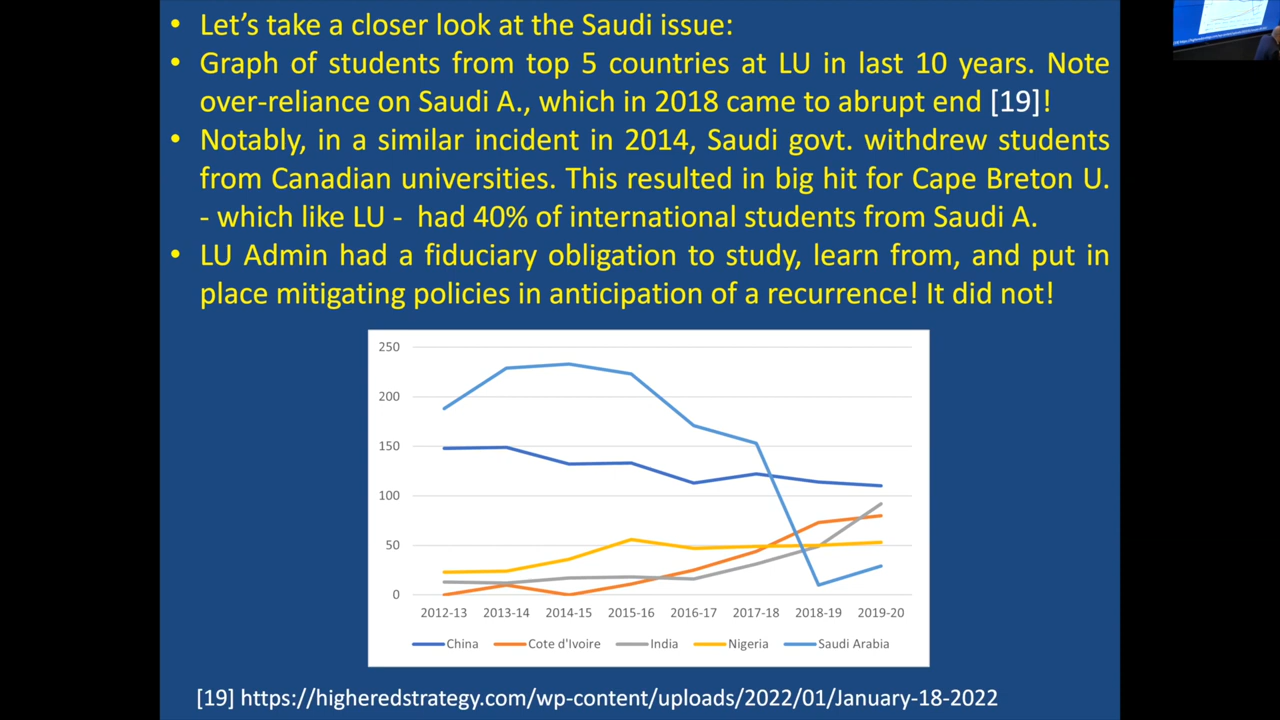 • Let's take a closer look at the Saudi issue:
• Graph of students from top 5 countries at LU in last 10 years. Note
over-reliance on Saudi A., which in 2018 came to abrupt end [19]!
• Notably, in a similar incident in 2014, Saudi govt. withdrew students
from Canadian universities. This resulted in big hit for Cape Breton U.
- which like LU - had 40% of international students from Saudi A.
• LU Admin had a fiduciary obligation to study, learn from, and put in
place mitigating policies in anticipation of a recurrence! It did not!
250
200
150
100
50
0
2012-13 2013-14 2014-15 2015-16 2016-17 2017-18 2018-19 2019-20
China Cote d'Ivoire India Nigeria Saudi Arabia
[19] https://higheredstrategy.com/wp-content/uploads/2022/01/January-18-2022